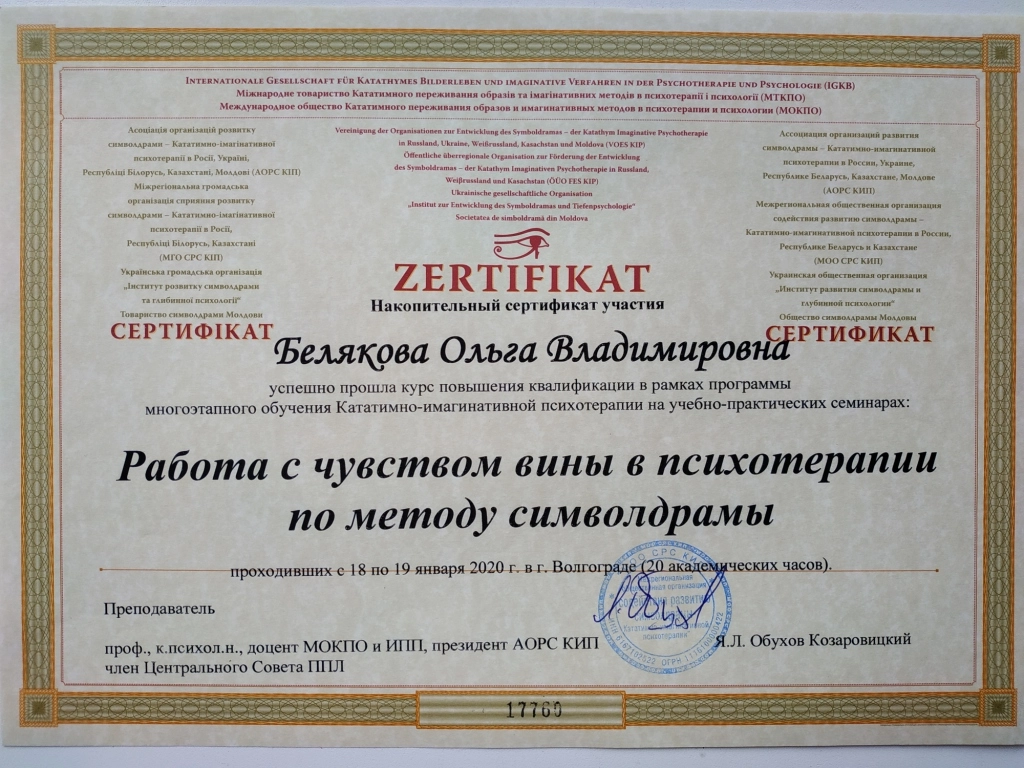 Internationale Gesellschaft für Katathymes Bilderleben und imaginative Verfahren in der Psychotherapie und Psychologie (IGKB)
Міжнародне товариство Кататимного переживання образів та імагінативних методів в психотерапії і психології (МТКПО)
Международное общество Кататимного переживания образов и имагинативных методов в психотерапии и психологии (МОКПО)
Асоціація організацій розвитку
символдрами – Кататимно-імагінативної
психотерапії в Росії, Україні,
Республіці Білорусь, Казахстані, Молдові (АОРС КІП)
Міжрегіональна громадська
організація сприяння розвитку
символдрами – Кататимно-імагінативної
психотерапії в Росії,
Республіці Білорусь, Казахстані
(МГО СРС КІП)
Українська громадська організація
„Інститут розвитку символдрами
та глибинної психології"
Товариство символдрами Молдови
СЕРТИФІКАТ
Vereinigung der Organisationen zur Entwicklung des Symboldramas – der Katathym Imaginative Psychotherapie
in Russland, Ukraine, Weißrussland, Kasachstan und Moldova (VOES KIP)
Öffentliche überregionale Organisation zur Förderung der Entwicklung
des Symboldramas – der Katathym Imaginativen Psychotherapie in Russland,
Weißrussland und Kasachstan (ÖÜO FES KIP)
Ukrainische gesellschaftliche Organisation
„Institut zur Entwicklung des Symboldramas und Tiefenpsychologie"
Societatea de simboldramă din Moldova
ZERTIFIKAT
Накопительный сертификат участия
Ассоциация организаций развития
символдрамы – Кататимно-имагинативной
психотерапии в России, Украине,
Республике Беларусь, Казахстане, Молдове
(АОРС КИП)
Межрегиональная общественная организация
содействия развитию символдрамы –
Кататимно-имагинативной психотерапии в России,
Республике Беларусь и Казахстане
(МОО СРС КИП)
Украинская общественная организация
„Институт развития символдрамы и
глубинной психологии"
Общество символдрамы Молдовы
СЕРТИФИКАТ
Белякова Ольга Владимировна
успешно прошла курс повышения квалификации в рамках программы
многоэтапного обучения Кататимно-имагинативной психотерапии на учебно-практических семинарах:
Работа с чувством вины в психотерапии
по методу символдрамы
проходивших с 18 по 19 января 2020 г. в г. Волгограде (20 академических часов).
Преподаватель
проф., к.психол.н., доцент МОКПО и ИПП, президент АОРС КИП
член Центрального Совета ППЛ
Я.Л. Обухов Козаровицкий
17760